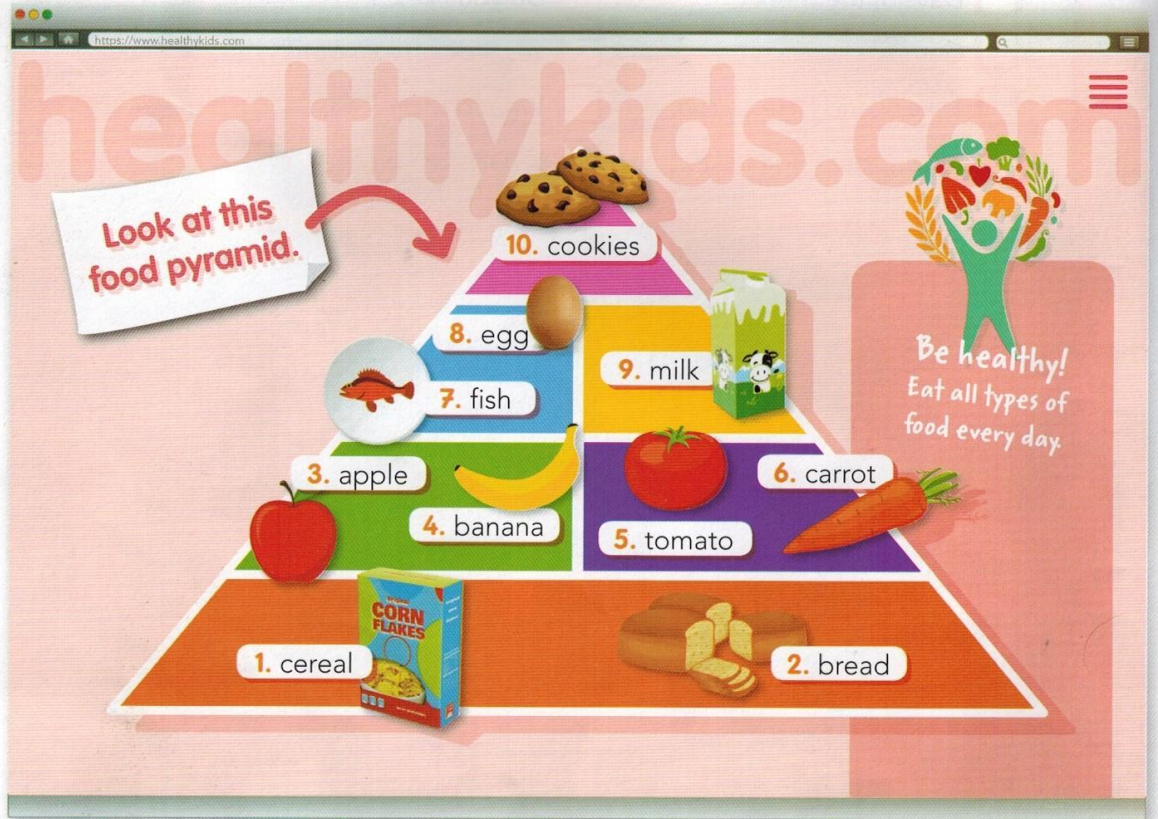 https://www.healthykids.com
healthykids.com
Look at this
food pyramid.
10. cookies
8. egg
9. milk
7. fish
3. apple
6. carrot
4. banana
5. tomato
CORN
FLAKES
1. cereal
2. bread
Be healthy!
Eat all types of
food every day.